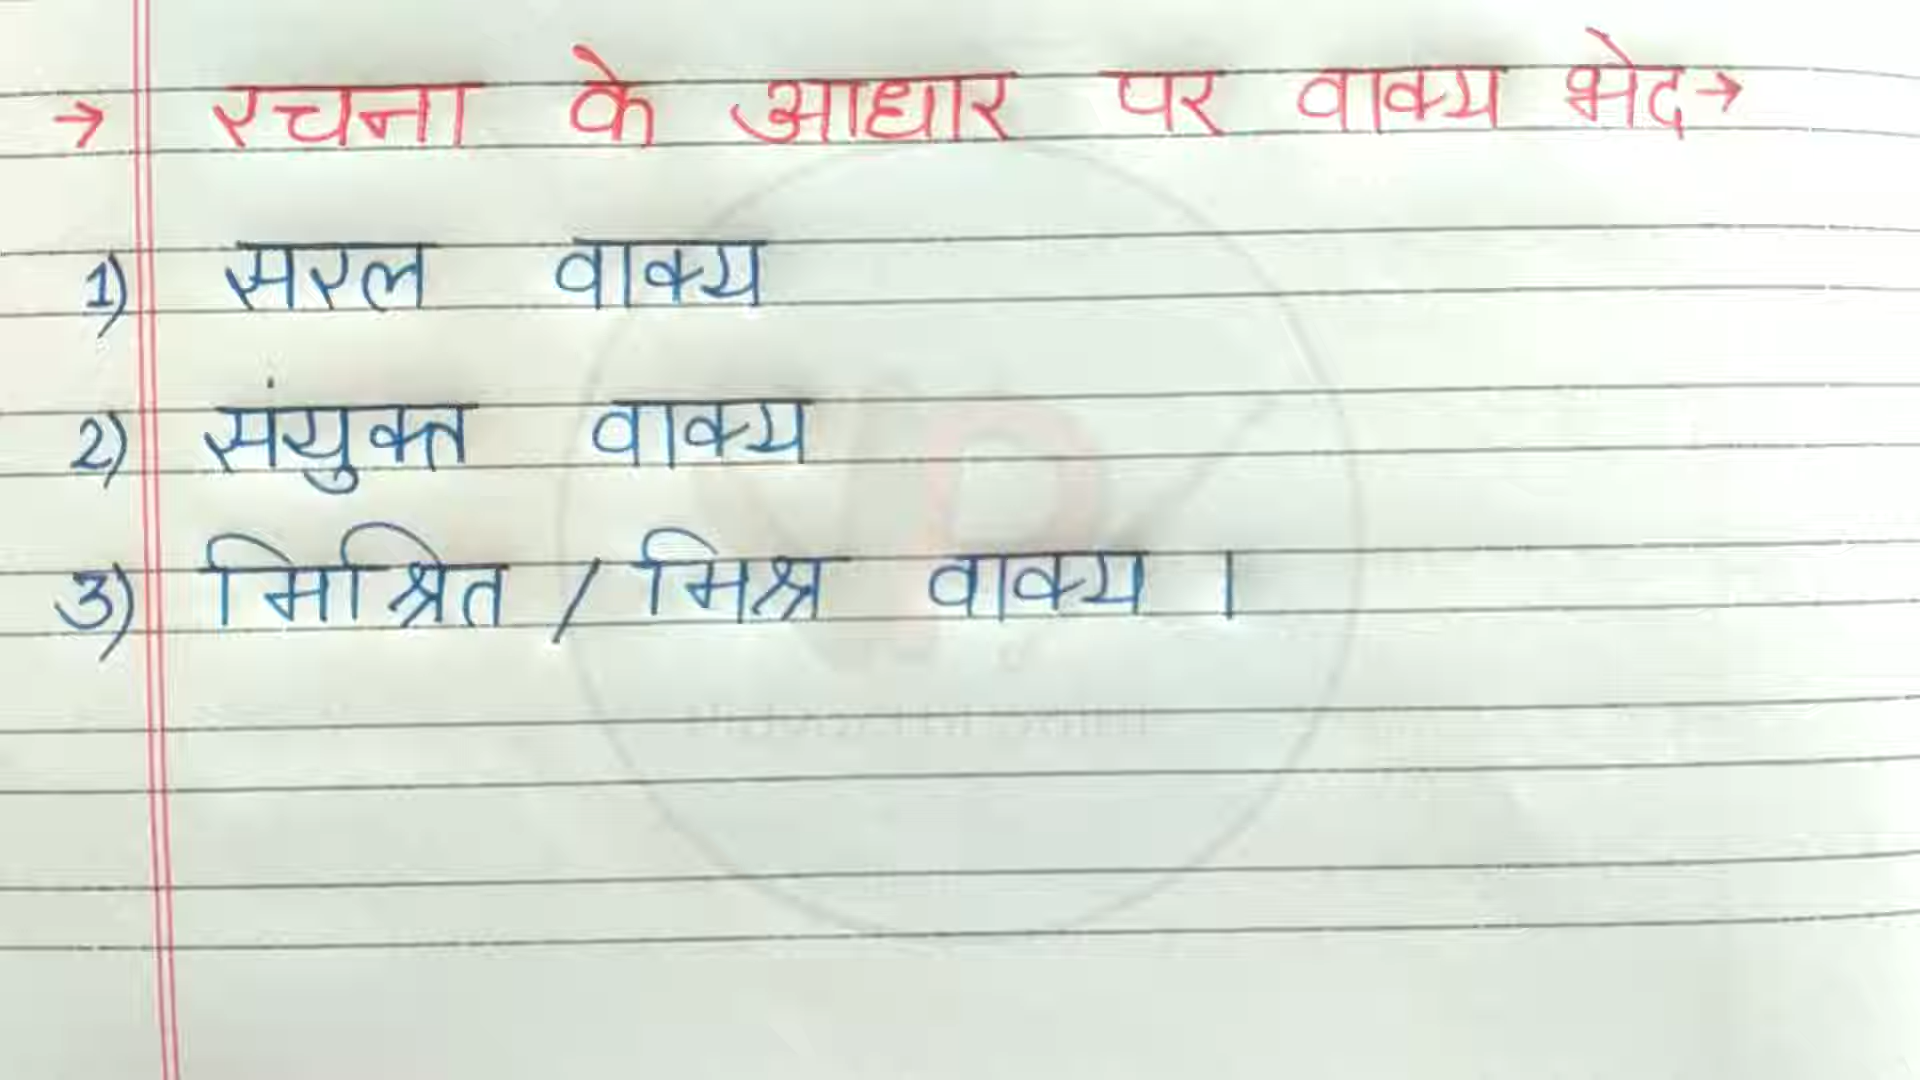 → रचना के आधार पर वाक्य भेद→
1) सरल वाक्य
2) संयुक्त वाक्य
3) मिश्रित / मिश्र वाक्य ।